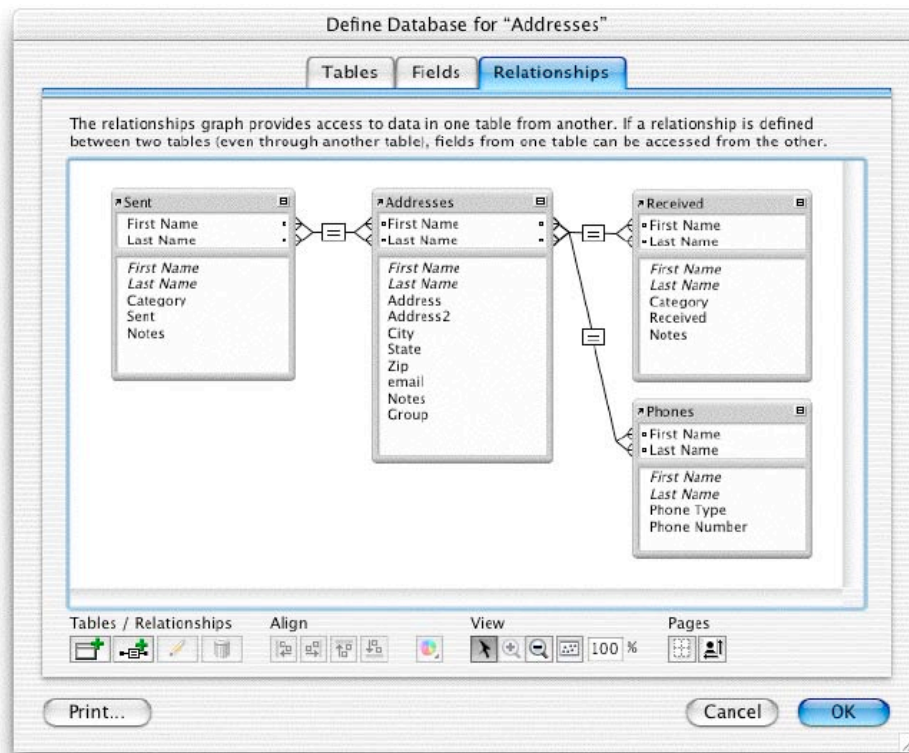 Define Database for “Addresses”
Tables Fields Relationships
The relationships graph provides access to data in one table from another. If a relationship is defined
between two tables (even through another table), fields from one table can be accessed from the other.
Sent
First Name
Last Name
First Name
Last Name
Category
Sent
Notes
Addresses
First Name
Last Name
First Name
Last Name
Address
Address2
City
State
Zip
email
Notes
Group
Received
First Name
Last Name
First Name
Last Name
Category
Received
Notes
Phones
First Name
Last Name
First Name
Last Name
Phone Type
Phone Number
Tables / Relationships Align View Pages
100 %
Print... Cancel OK